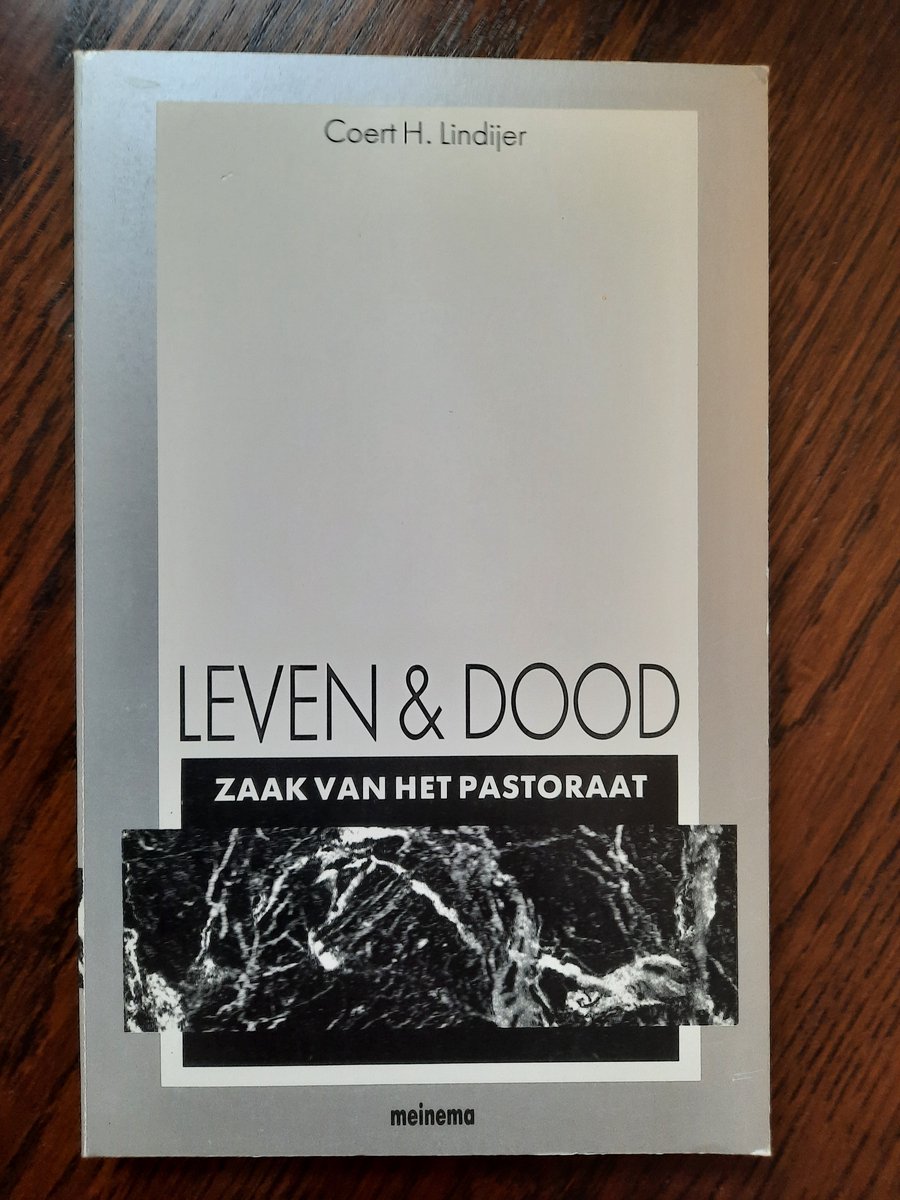 Coert H. Lindijer
LEVEN & DOOD
ZAAK VAN HET PASTORAAT
meinema